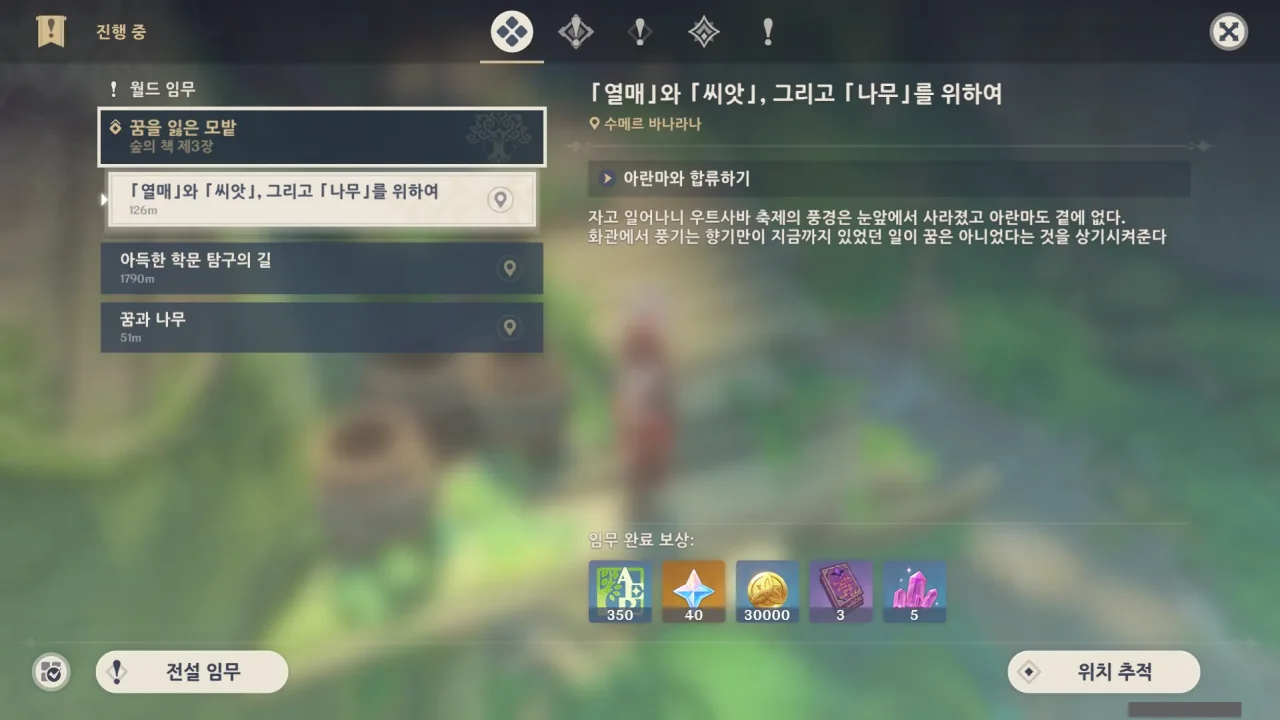 진행 중
! 월드 임무
꿈을 잃은 모밭
숲의 책 제3장
「열매」와 「씨앗」, 그리고 「나무」를 위하여
126m
아득한 학문 탐구의 길
1790m
꿈과 나무
51m
전설 임무
「열매」와 「씨앗」, 그리고 「나무」를 위하여
수메르 바나라나
아란마와 합류하기
자고 일어나니 우트사바 축제의 풍경은 눈앞에서 사라졌고 아란마도 곁에 없다.
화관에서 풍기는 향기만이 지금까지 있었던 일이 꿈은 아니었다는 것을 상기시켜준다
임무 완료 보상:
350
40
30000
3
5
위치 추적